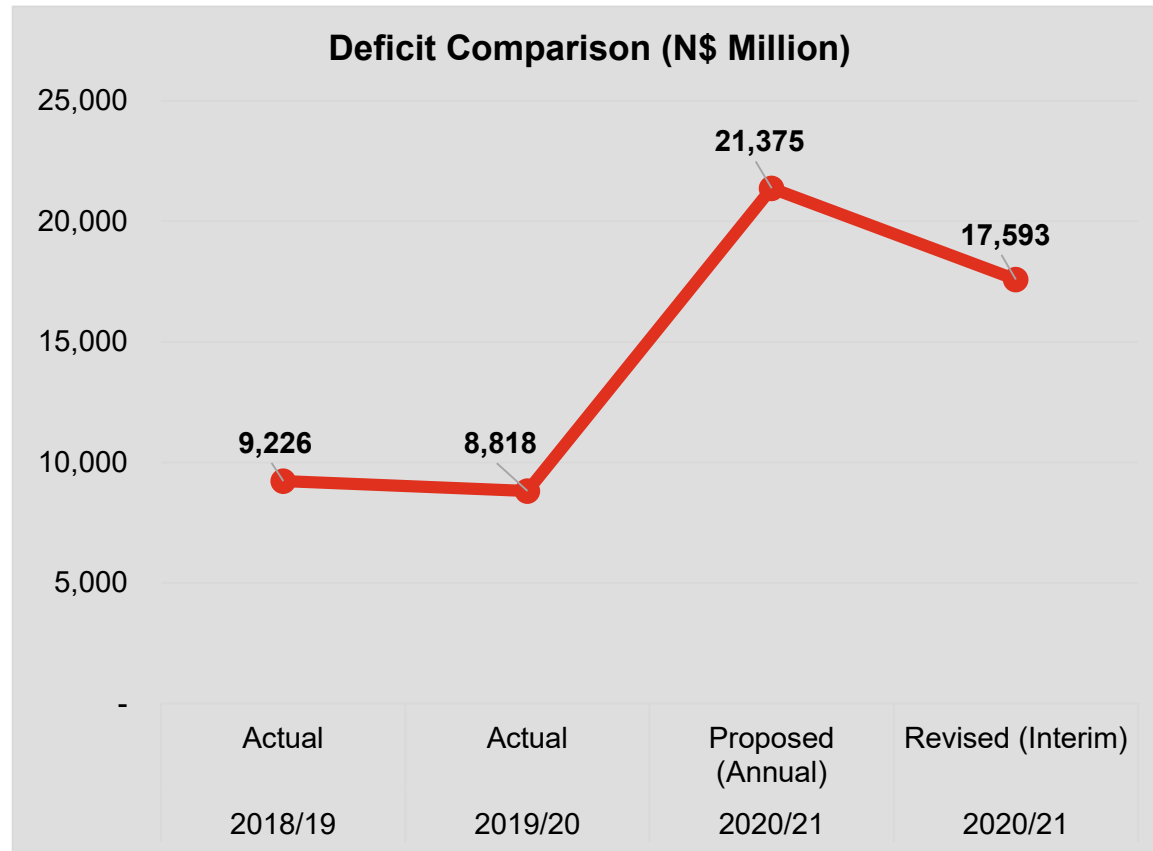 Deficit Comparison (N$ Million)
25,000
21,375
20,000
17,593
15,000
9,226
8,818
10,000
5,000
-
Actual
Actual
Proposed
(Annual)
Revised (Interim)
2018/19
2019/20
2020/21
2020/21